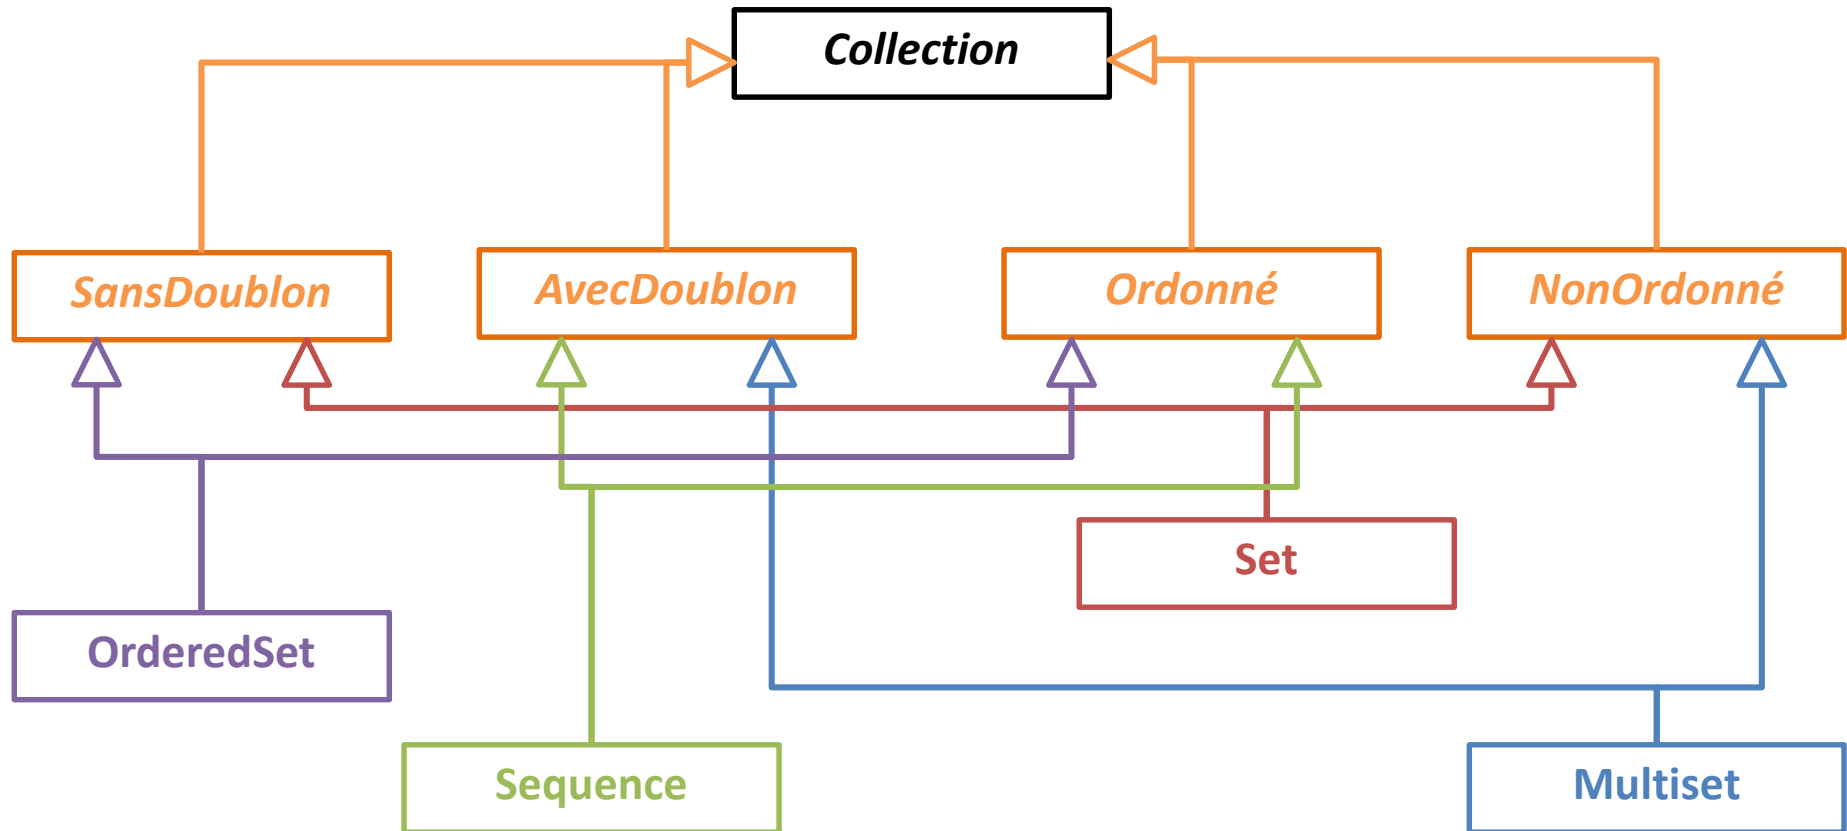 Collection
SansDoublon
AvecDoublon
Ordonné
NonOrdonné
Set
OrderedSet
Sequence
Multiset